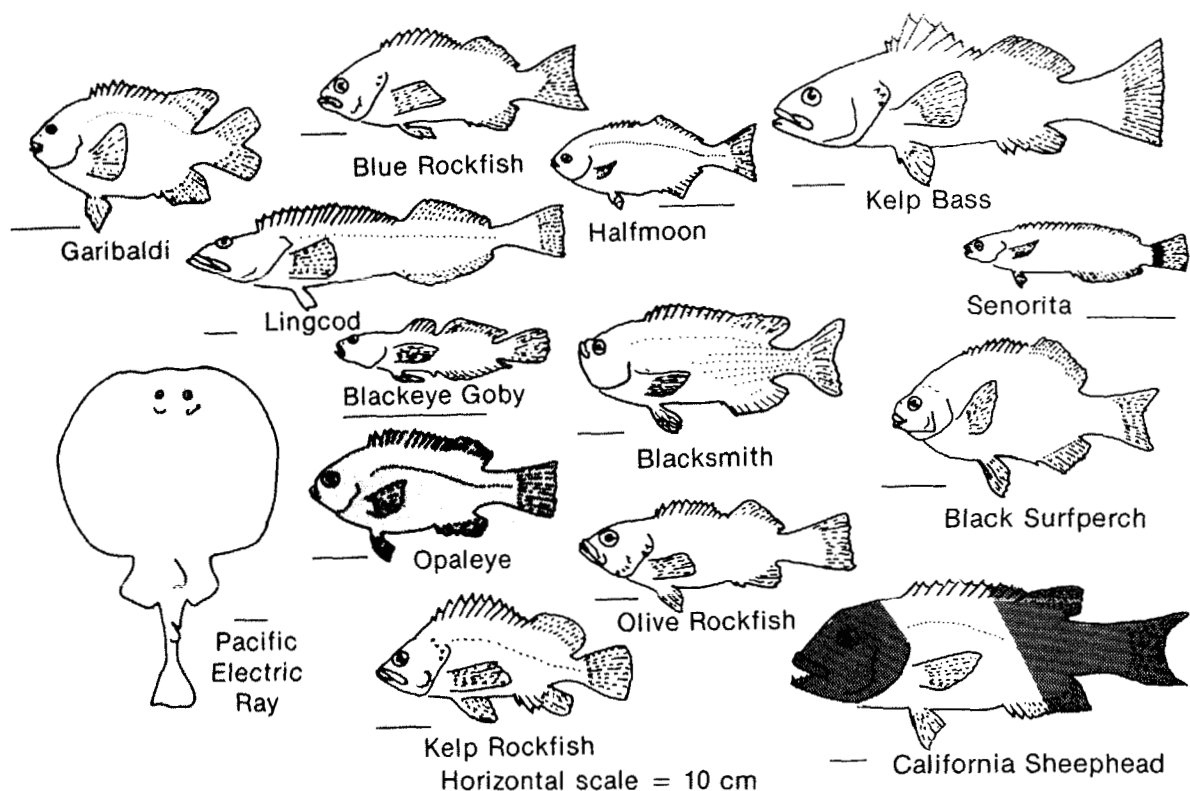 Blue Rockfish
Kelp Bass
Garibaldi
Halfmoon
Lingcod
Senorita
Blackeye Goby
Blacksmith
Black Surfperch
Opaleye
Olive Rockfish
Pacific
Electric
Ray
Kelp Rockfish
California Sheephead
Horizontal scale = 10 cm